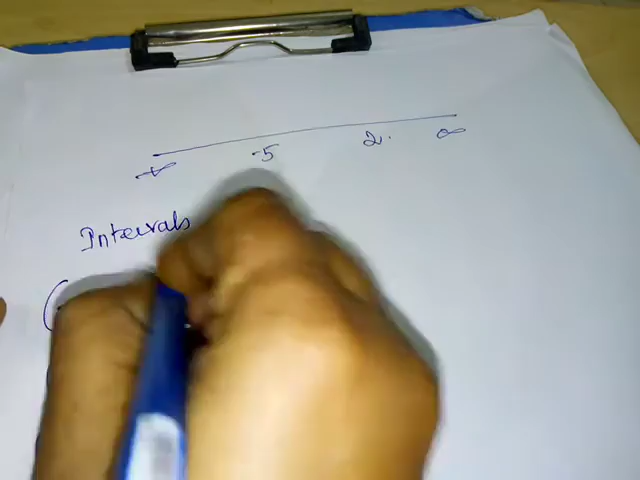 -∞ -5 2 ∞
Intervals
(